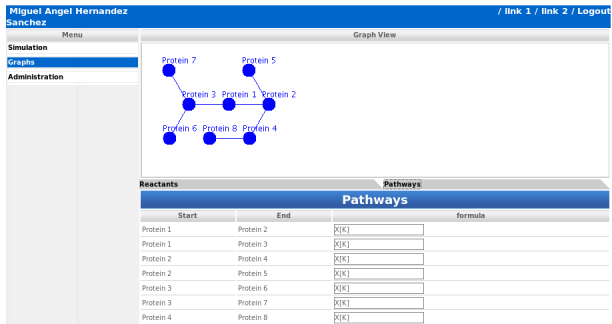 Miguel Angel Hernandez Sanchez
/ link 1 / link 2 / Logout
Menu
Graph View
Simulation
Graphs
Administration
Protein 7
Protein 5
Protein 3
Protein 1
Protein 2
Protein 6
Protein 8
Protein 4
Reactants
Pathways
Pathways
Start End formula
Protein 1 Protein 2 X[K]
Protein 1 Protein 3 X[K]
Protein 2 Protein 4 X[K]
Protein 2 Protein 5 X[K]
Protein 3 Protein 6 X[K]
Protein 3 Protein 7 X[K]
Protein 4 Protein 8 X[K]